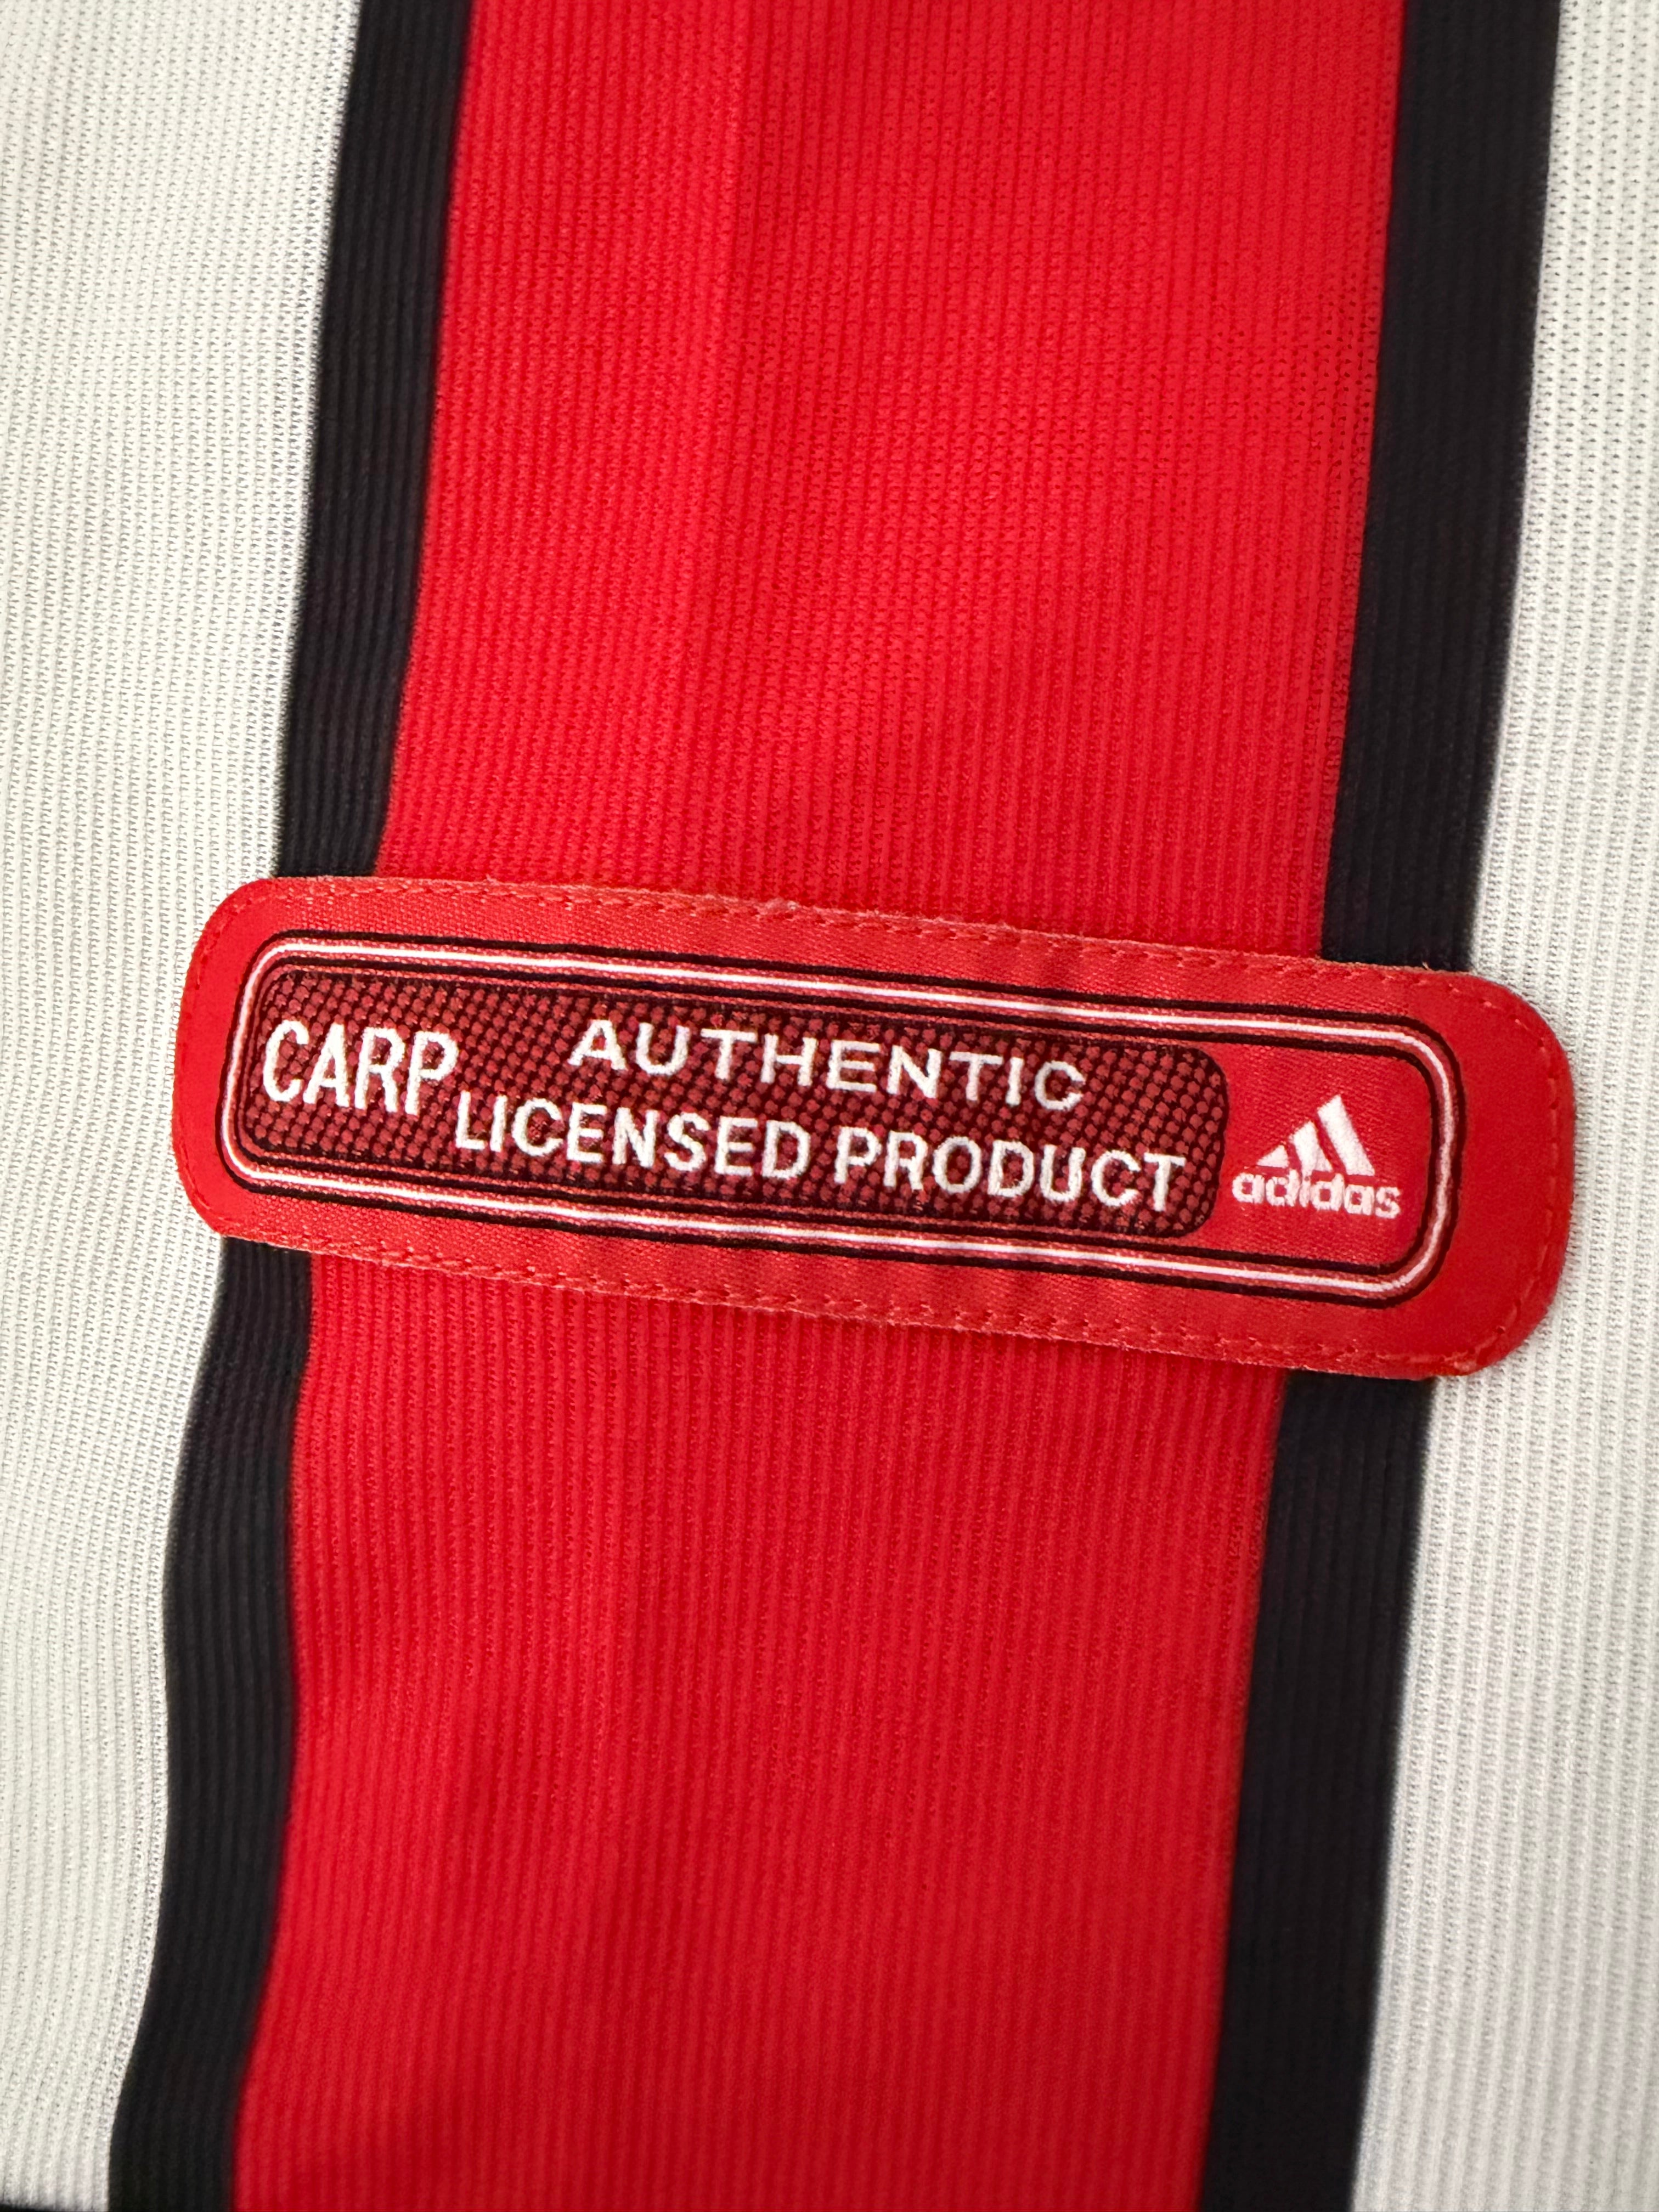 CARP
AUTHENTIC
LICENSED PRODUCT
adidas